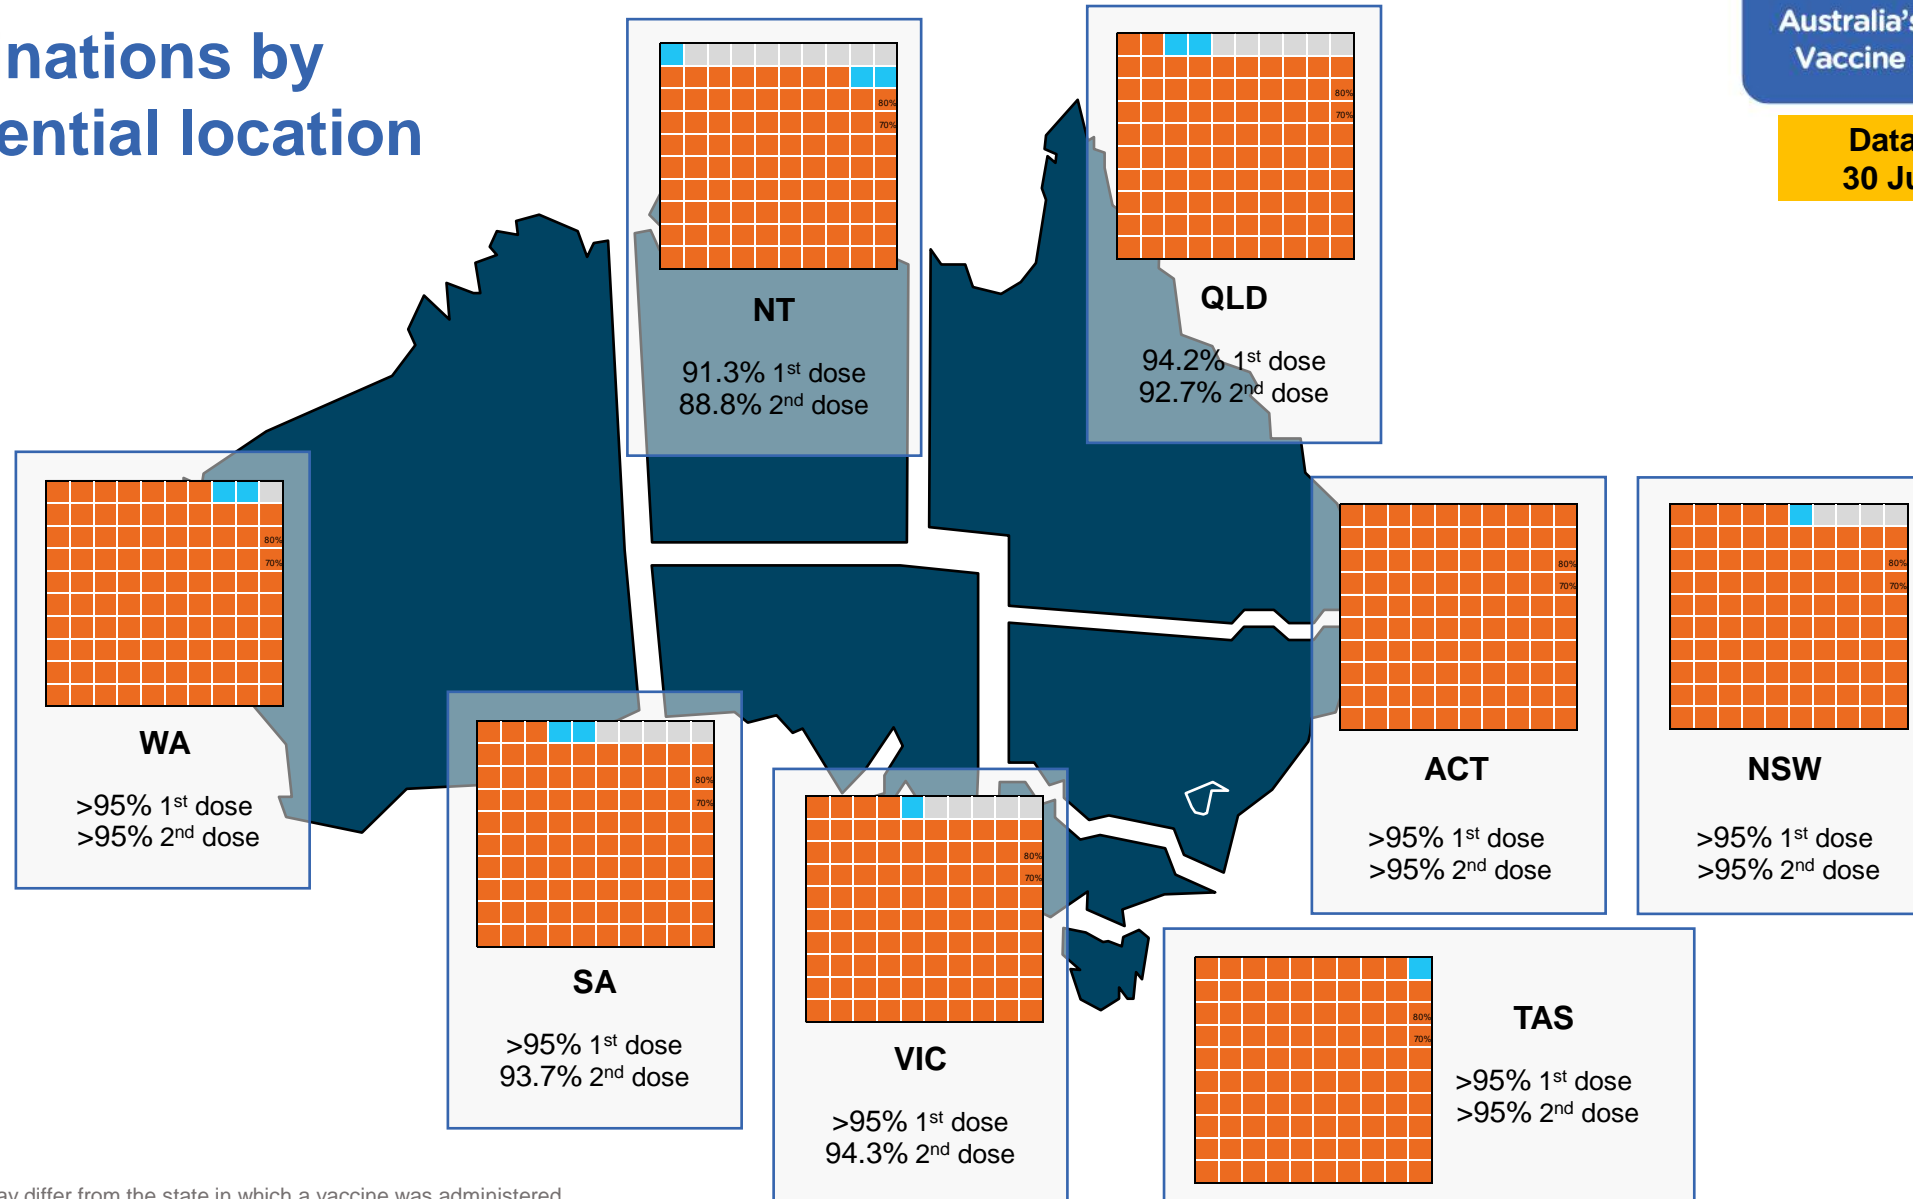 nations by
ential location
Australia's
Vaccine
Data
80%
70%
NT
91.3% 1st dose
88.8% 2nd dose
80%
70%
QLD
94.2% 1st dose
92.7% 2nd dose
80%
70%
WA
>95% 1st dose
>95% 2nd dose
80%
70%
SA
>95% 1st dose
93.7% 2nd dose
80%
70%
VIC
>95% 1st dose
94.3% 2nd dose
80%
70%
ACT
>95% 1st dose
>95% 2nd dose
80%
70%
NSW
>95% 1st dose
>95% 2nd dose
80%
70%
TAS
>95% 1st dose
>95% 2nd dose
30 Ju
ay differ from the state in which a vaccine was administered